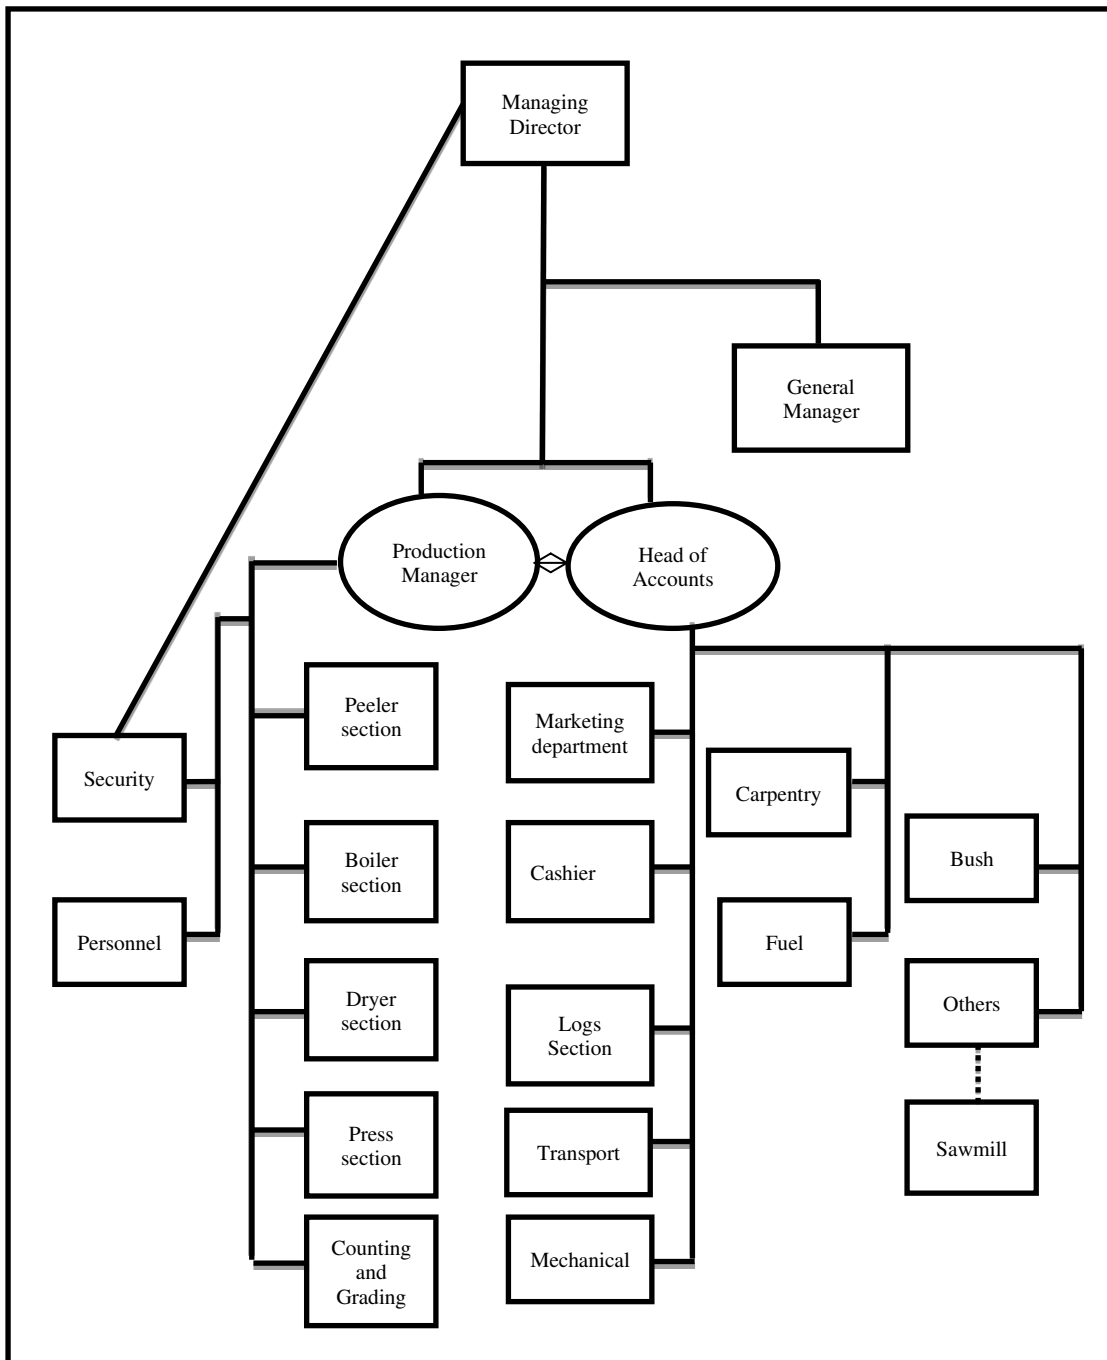 Managing
Director
General
Manager
Production
Manager
Head of
Accounts
Peeler
section
Marketing
department
Security
Carpentry
Boiler
section
Cashier
Bush
Personnel
Fuel
Dryer
section
Logs
Section
Others
Press
section
Transport
Sawmill
Counting
and
Grading
Mechanical